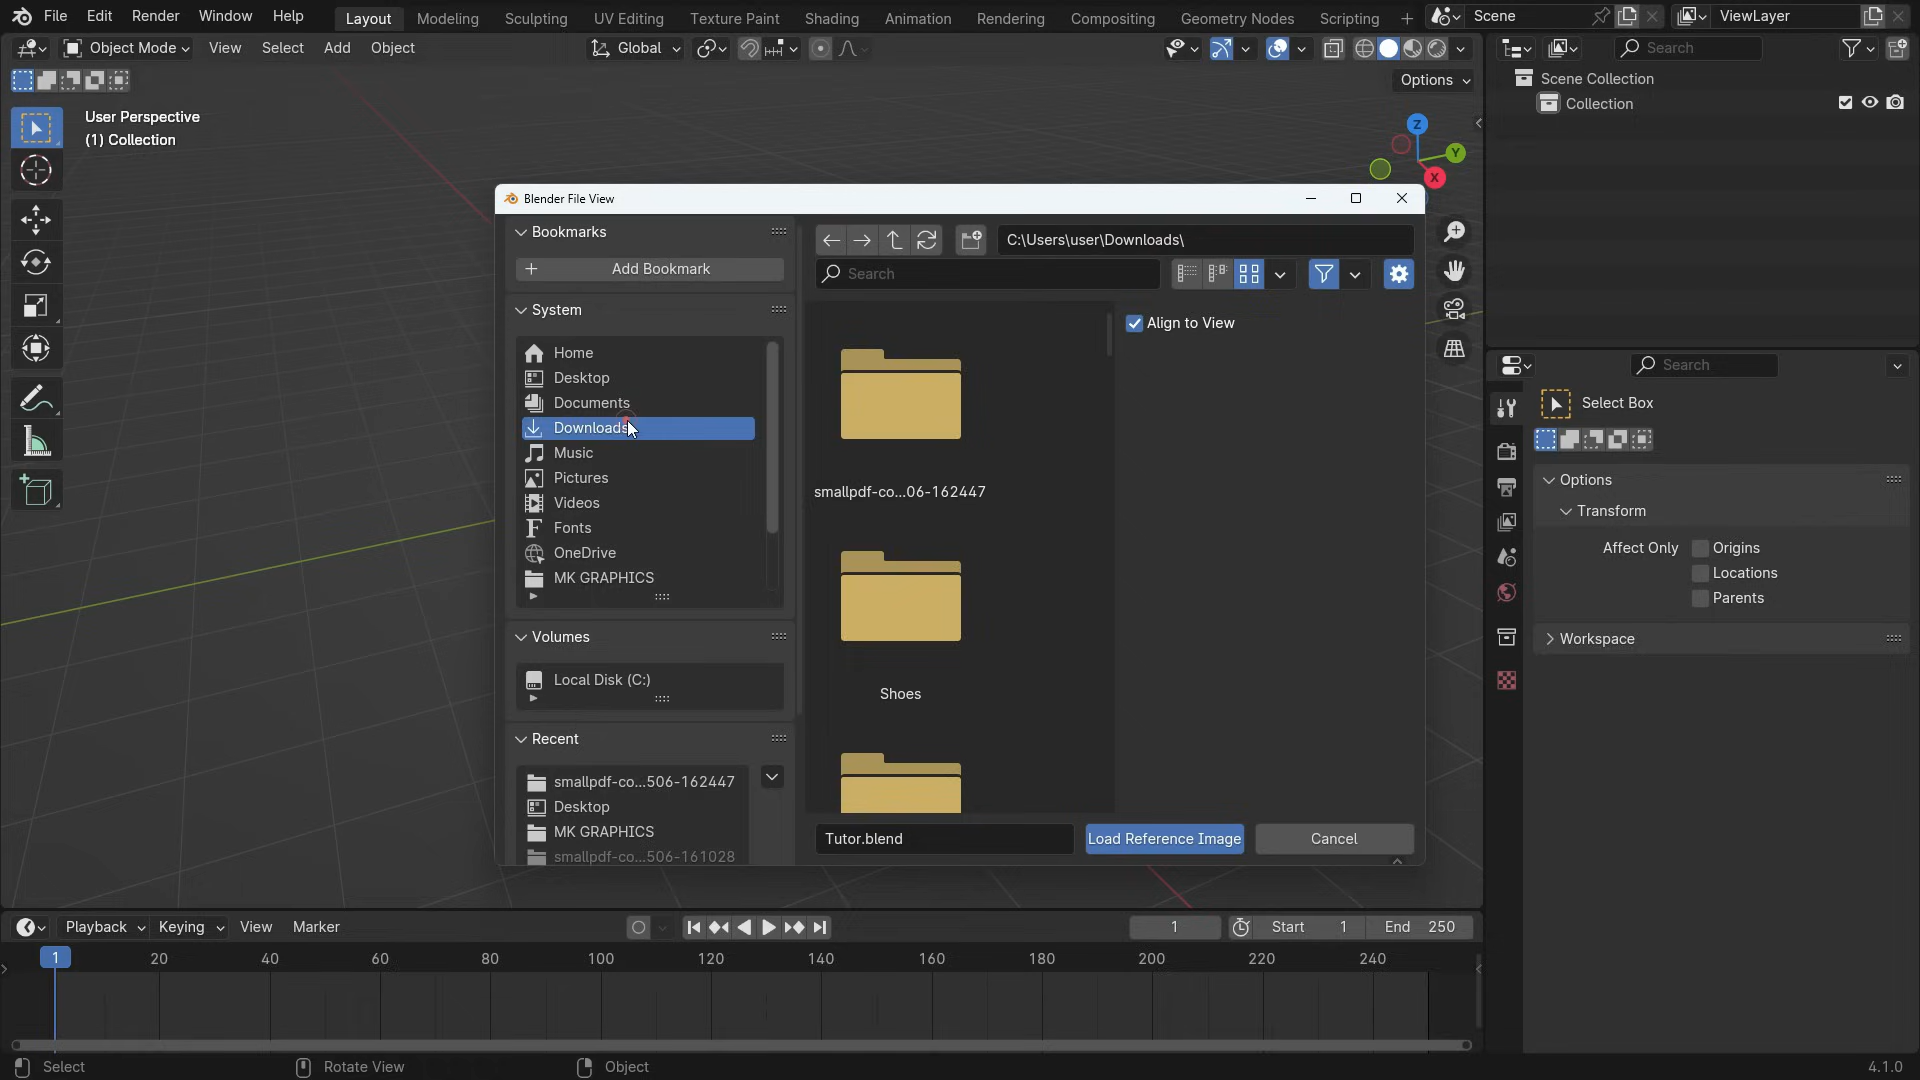 File Edit Render Window Help Layout Modeling Sculpting UV Editing Texture Paint Shading Animation Rendering Compositing Geometry Nodes Scripting Scene ViewLayer
Object Mode View Select Add Object Global Search
Options
User Perspective
(1) Collection
Z
Y
X
Scene Collection
Collection
Blender File View
Bookmarks
Add Bookmark
System
Home
Desktop
Documents
Downloads
Music
Pictures
Videos
Fonts
OneDrive
MK GRAPHICS
Volumes
Local Disk (C:)
Recent
smallpdf-co...506-162447
Desktop
MK GRAPHICS
smallpdf-co...506-161028
C:\Users\user\Downloads\
Search
Align to View
smallpdf-co...06-162447
Shoes
Tutor.blend
Load Reference Image
Cancel
Search
Select Box
Options
Transform
Affect Only Origins
Locations
Parents
Workspace
Playback Keying View Marker 1 Start 1 End 250
1 20 40 60 80 100 120 140 160 180 200 220 240
Select Rotate View Object 4.1.0